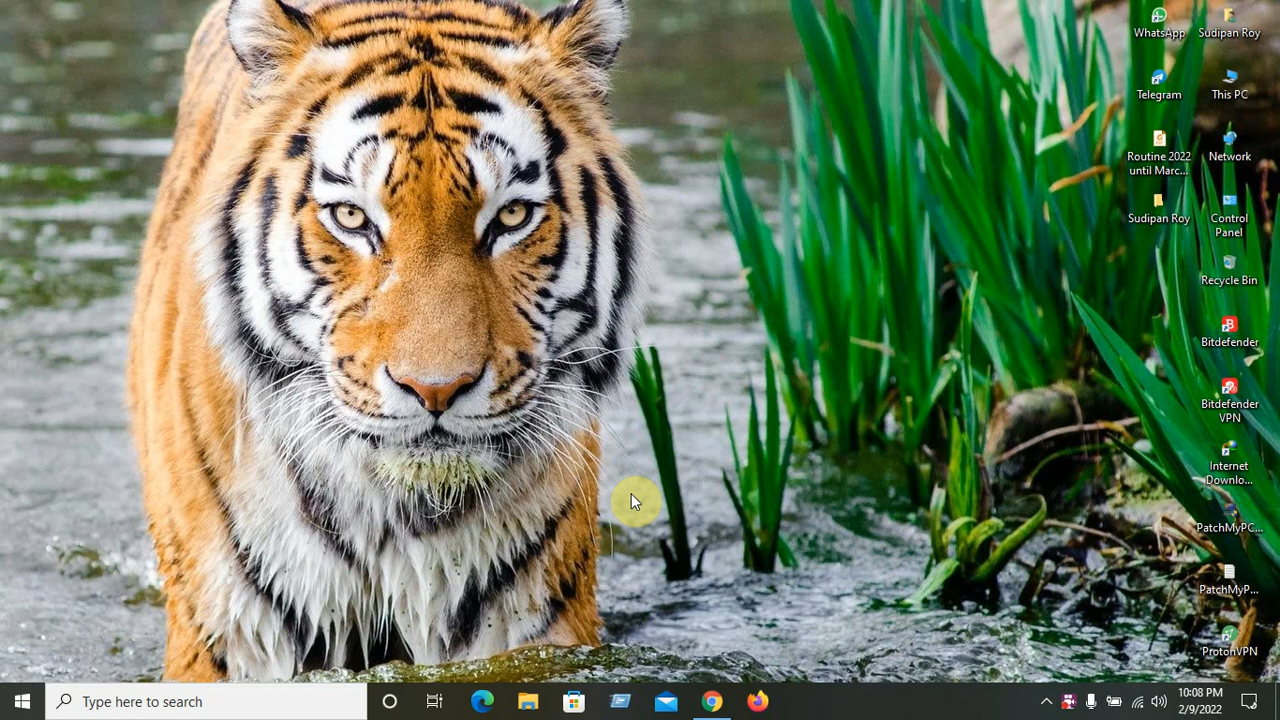 WhatsApp
Sudipan Roy
Telegram
This PC
Routine 2022
until Marc...
Network
Sudipan Roy
Control
Panel
Recycle Bin
Bitdefender
Bitdefender
VPN
Internet
Downlo...
PatchMyPC...
PatchMyP...
ProtonVPN
Type here to search
10:08 PM
2/9/2022